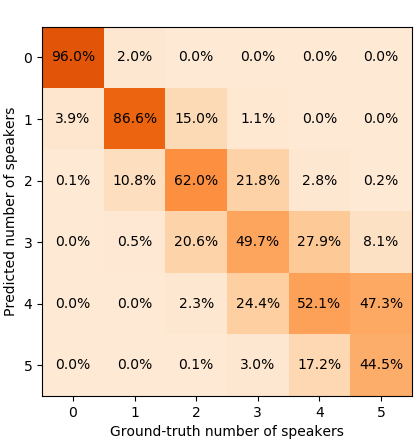 0 96.0% 2.0% 0.0% 0.0% 0.0% 0.0%
1 3.9% 86.6% 15.0% 1.1% 0.0% 0.0%
2 0.1% 10.8% 62.0% 21.8% 2.8% 0.2%
3 0.0% 0.5% 20.6% 49.7% 27.9% 8.1%
4 0.0% 0.0% 2.3% 24.4% 52.1% 47.3%
5 0.0% 0.0% 0.1% 3.0% 17.2% 44.5%
0 1 2 3 4 5
Predicted number of speakers
Ground-truth number of speakers